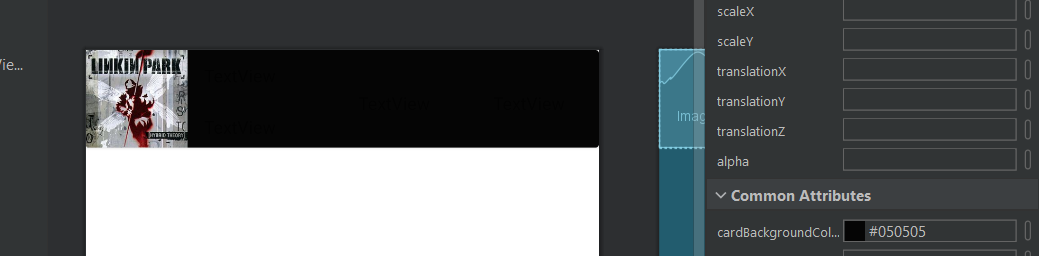 /ie...
LINKIN PARK
HYBRID THEORY
TextView
TextView
TextView
TextView
Imag
scaleX
scaleY
translationX
translationY
translationZ
alpha
Common Attributes
cardBackgroundCol...
#050505